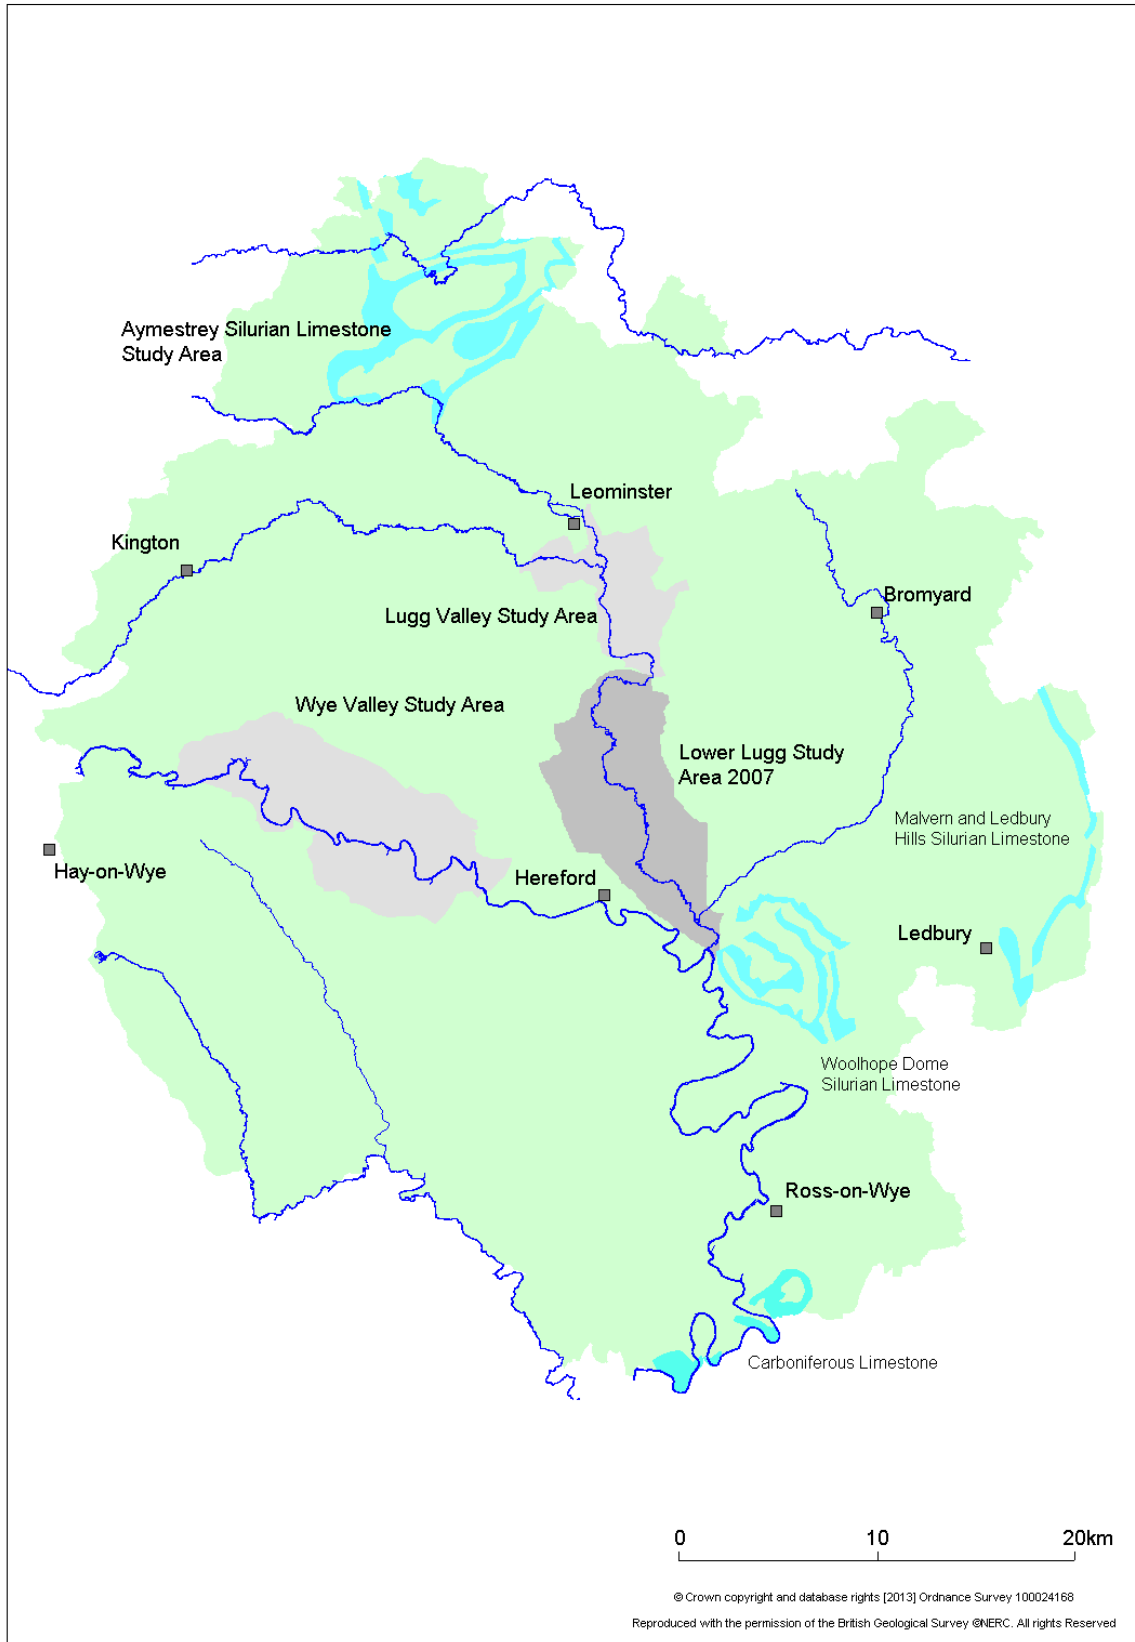 Aymestrey Silurian Limestone
Study Area
Leominster
Kington
Bromyard
Lugg Valley Study Area
Wye Valley Study Area
Lower Lugg Study
Area 2007
Malvern and Ledbury
Hills Silurian Limestone
Hay-on-Wye
Hereford
Ledbury
Woolhope Dome
Silurian Limestone
Ross-on-Wye
Carboniferous Limestone
0 10 20km
© Crown copyright and database rights [2013] Ordnance Survey 100024168
Reproduced with the permission of the British Geological Survey ©NERC. All rights Reserved